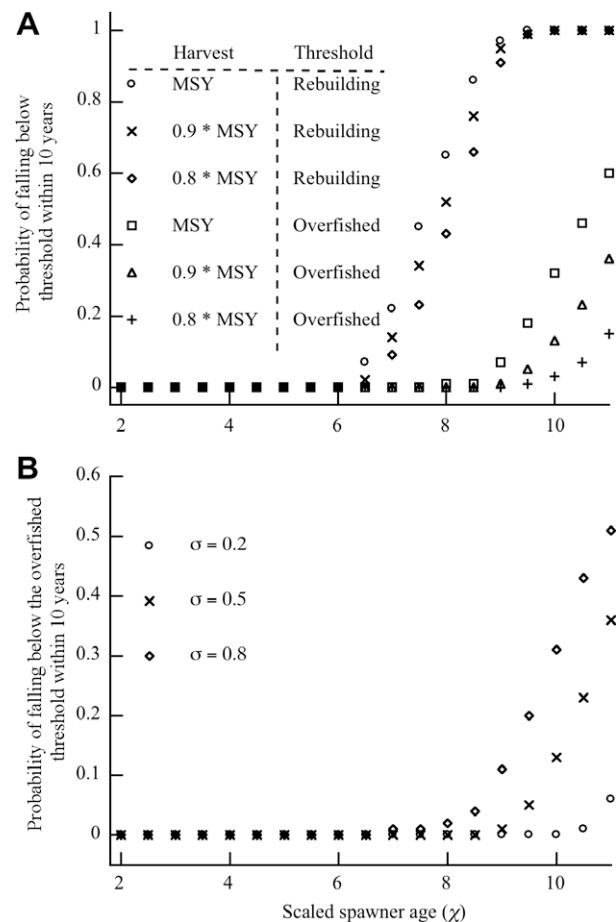 A
Probability of falling below
threshold within 10 years
1
0.8
0.6
0.4
0.2
0
Harvest Threshold
MSY Rebuilding
0.9 * MSY Rebuilding
0.8 * MSY Rebuilding
MSY Overfished
0.9 * MSY Overfished
0.8 * MSY Overfished
2 4 6 8 10
B
Probability of falling below the overfished
threshold within 10 years
0.6
0.5
0.4
0.3
0.2
0.1
0
σ = 0.2
σ = 0.5
σ = 0.8
2 4 6 8 10
Scaled spawner age (χ)